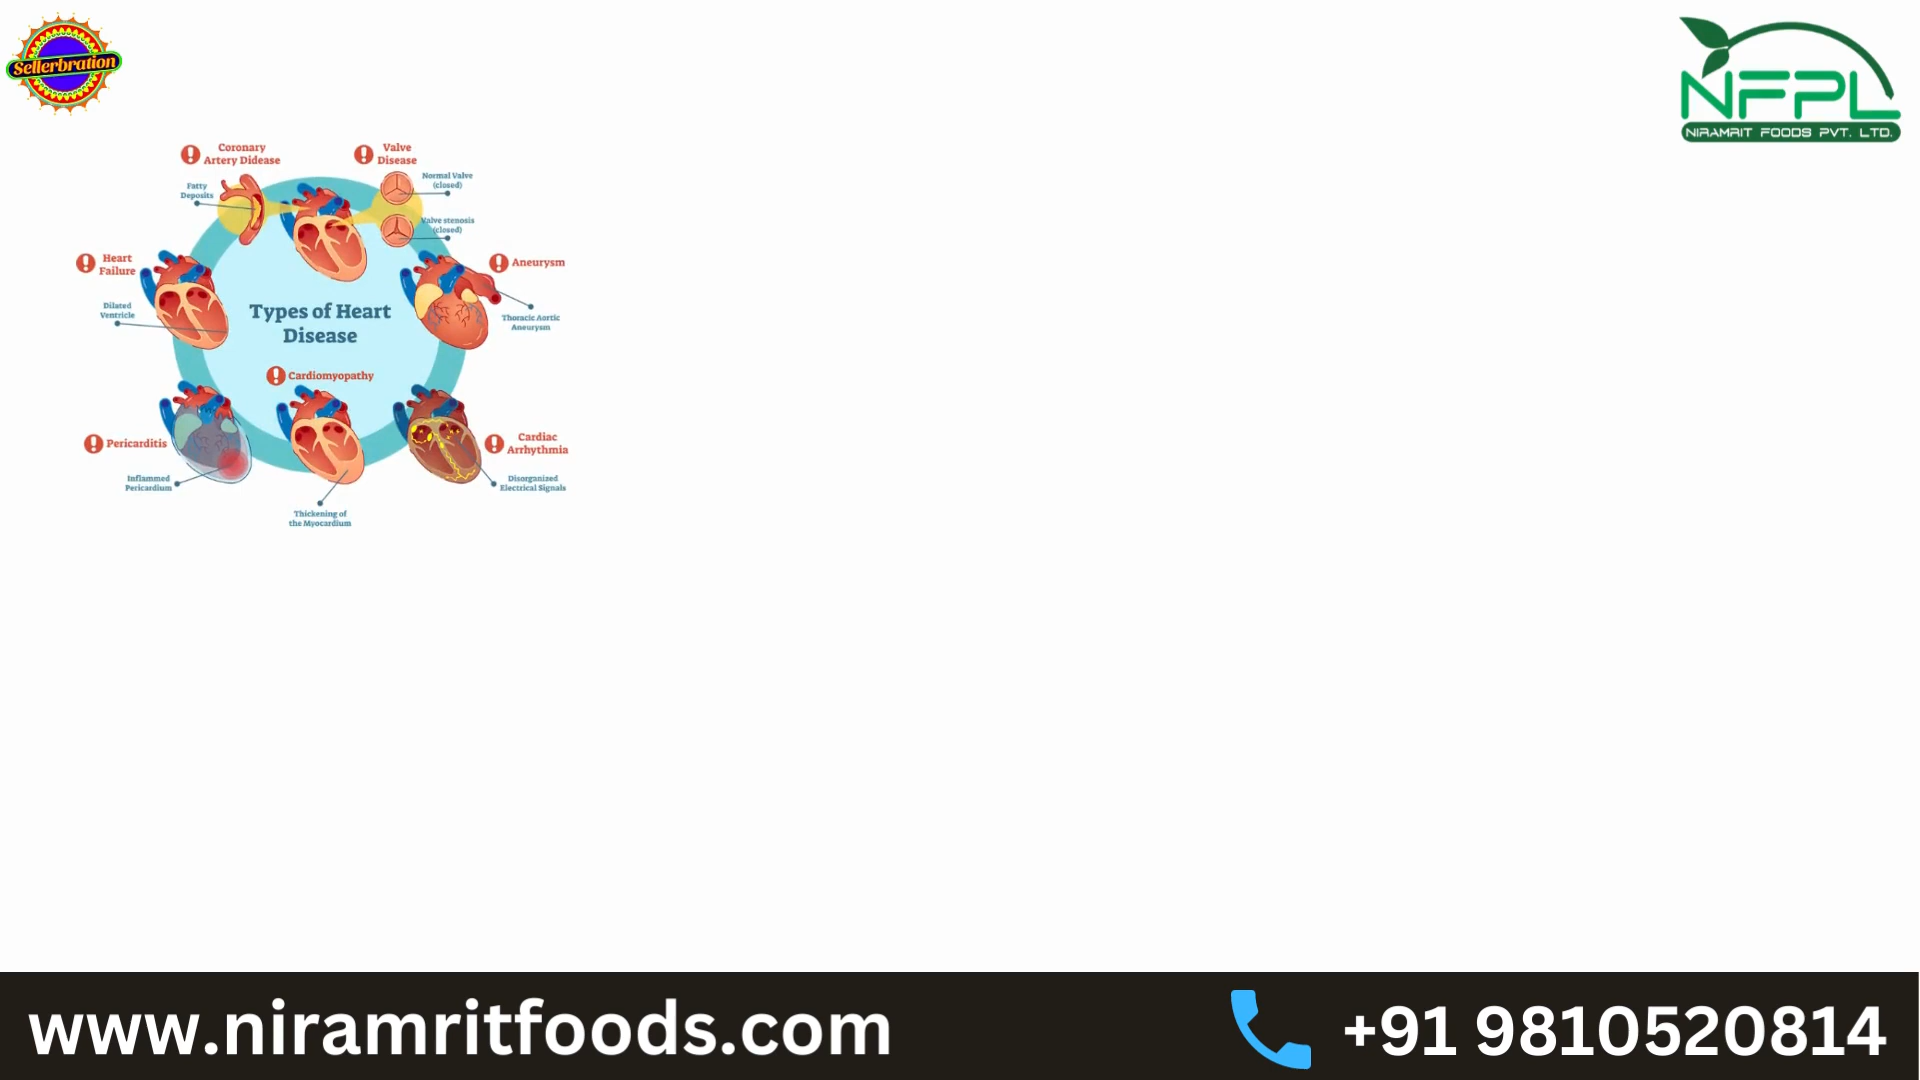 Sellerbration
NFPL
NIRAMRIT FOODS PVT. LTD.
Coronary
Artery Didease
Valve
Disease
Fatty
Deposits
Normal Valve
(closed)
Valve stenosis
(closed)
Heart
Failure
Aneurysm
Dilated
Ventricle
Thoracic Aortic
Aneurysm
Types of Heart
Disease
Cardiomyopathy
Pericarditis
Cardiac
Arrhythmia
Inflammed
Pericardium
Disorganized
Electrical Signals
Thickening of
the Myocardium
www.niramritfoods.com
+91 9810520814